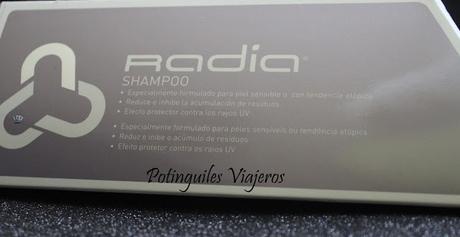 Radia
SHAMPOO
• Especialmente formulado para piel sensible o con tendencia atópica
• Reduce e inhibe la acumulación de residuos
• Efecto protector contra los rayos UV
• Especialmente formulado para peles sensíveis ou tendência atópica
• Reduz e inibe o acúmulo de resíduos
• Efeito protetor contra os raios UV
Potinguiles Viajeros